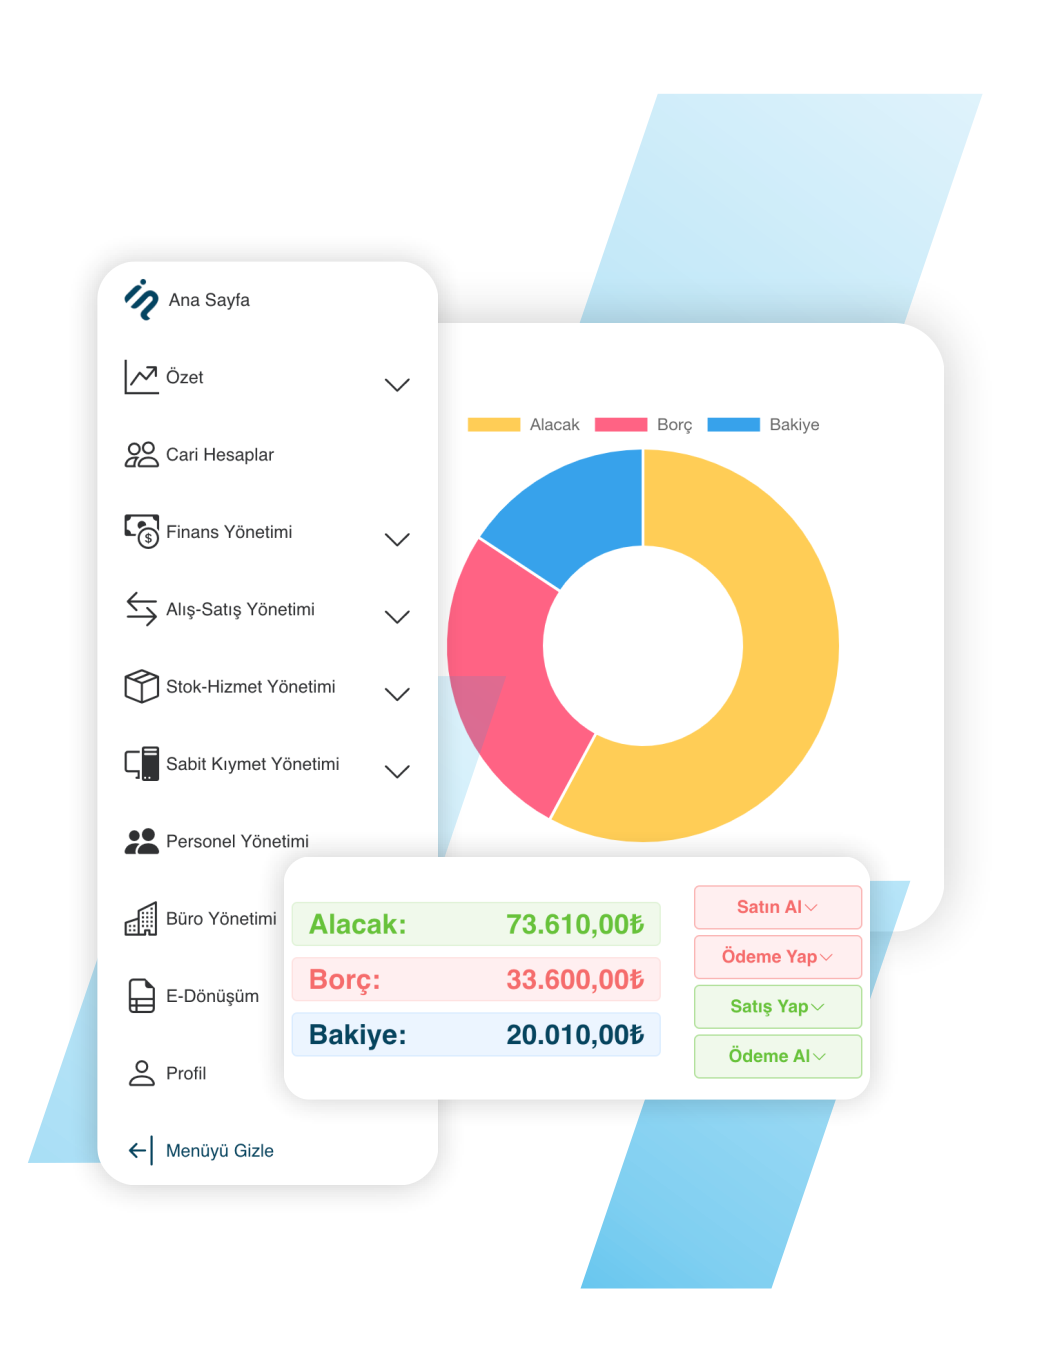 Ana Sayfa
Özet
Cari Hesaplar
Finans Yönetimi
Alış-Satış Yönetimi
Stok-Hizmet Yönetimi
Sabit Kıymet Yönetimi
Personel Yönetimi
Büro Yönetimi
E-Dönüşüm
Profil
Menüyü Gizle
Alacak Borç Bakiye
Alacak: 73.610,00₺
Borç: 33.600,00₺
Bakiye: 20.010,00₺
Satın Al
Ödeme Yap
Satış Yap
Ödeme Al